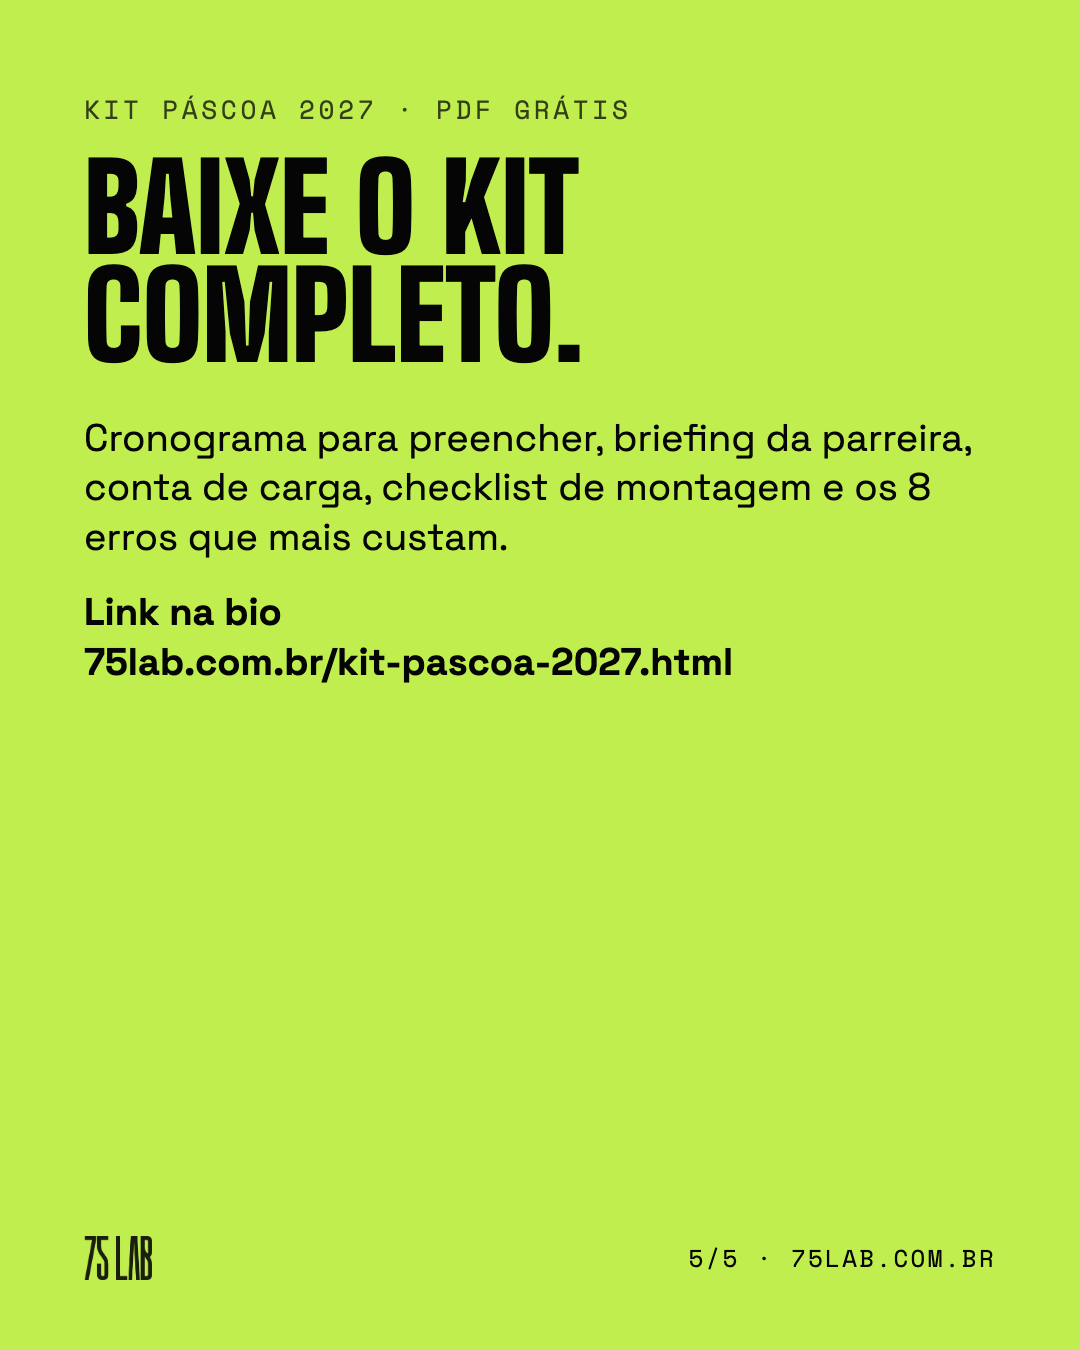 KIT PÁSCOA 2027 · PDF GRÁTIS
BAIXE O KIT
COMPLETO.
Cronograma para preencher, briefing da parreira,
conta de carga, checklist de montagem e os 8
erros que mais custam.
Link na bio
75lab.com.br/kit-pascoa-2027.html
75 LAB
5/5 · 75LAB.COM.BR